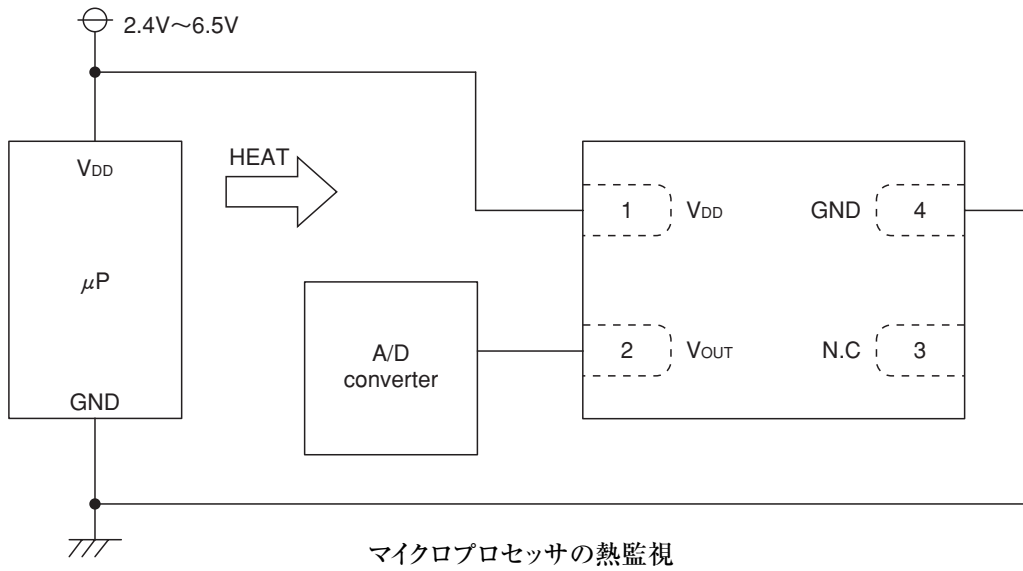 2.4V〜6.5V
VDD
HEAT
μP
GND
A/D
converter
1 VDD
GND 4
2 VOUT
N.C 3
マイクロプロセッサの熱監視